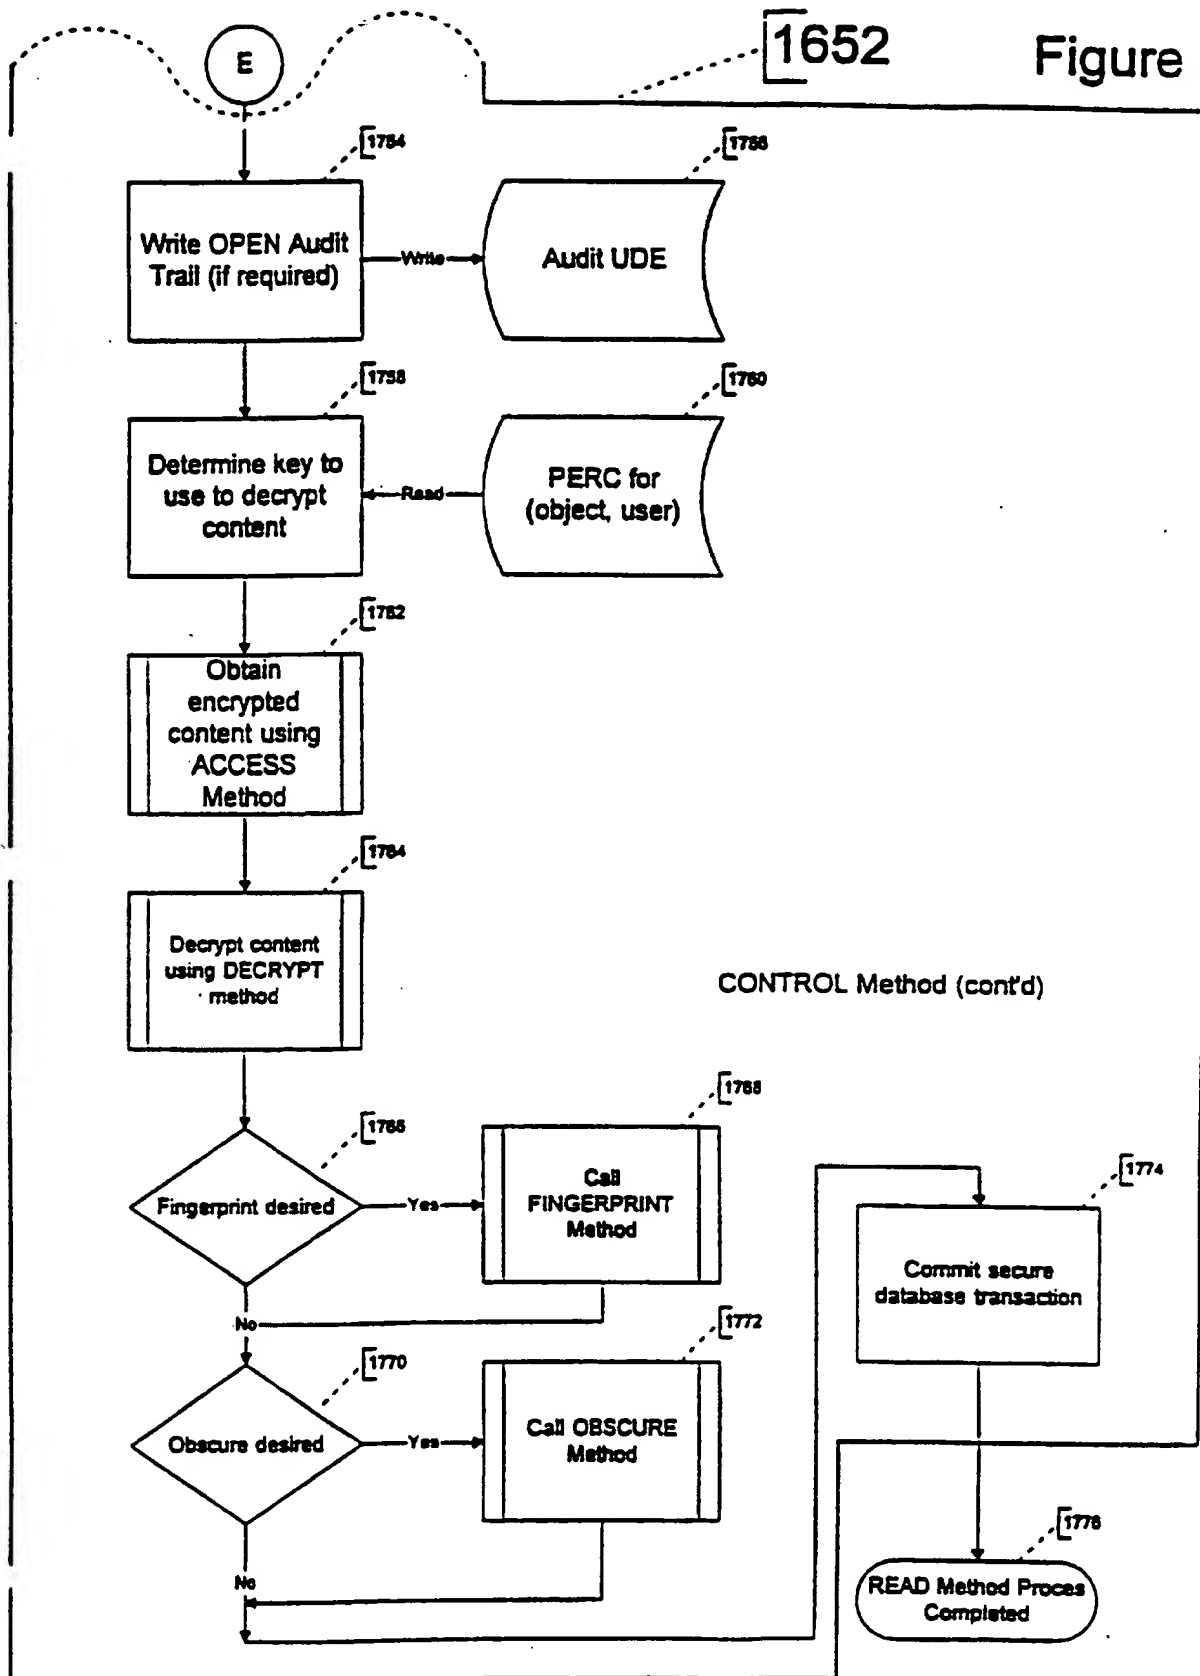 E
1652
Figure
1754
Write OPEN Audit
Trail (if required)
Write
1756
Audit UDE
1758
Determine key to
use to decrypt
content
Read
1760
PERC for
(object, user)
1762
Obtain
encrypted
content using
ACCESS
Method
1764
Decrypt content
using DECRYPT
method
CONTROL Method (cont'd)
1766
Fingerprint desired
Yes
1768
Call
FINGERPRINT
Method
No
1770
Obscure desired
Yes
1772
Call OBSCURE
Method
No
1774
Commit secure
database transaction
1776
READ Method Proces
Completed